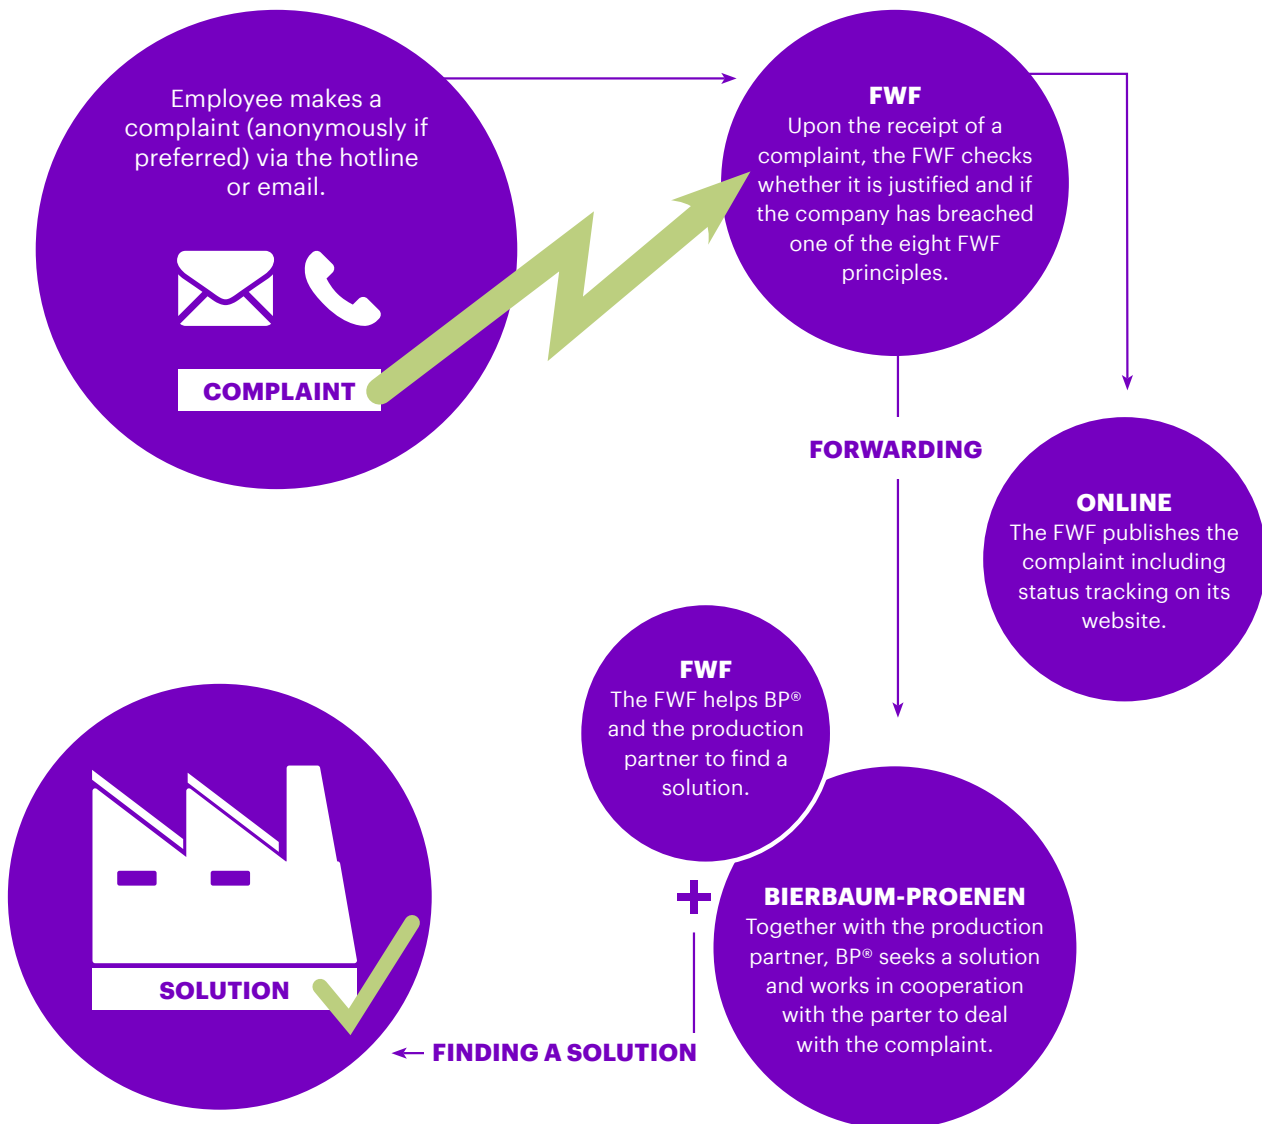 Employee makes a
complaint (anonymously if
preferred) via the hotline
or email.
COMPLAINT
FWF
Upon the receipt of a
complaint, the FWF checks
whether it is justified and if
the company has breached
one of the eight FWF
principles.
FORWARDING
ONLINE
The FWF publishes the
complaint including
status tracking on its
website.
FWF
The FWF helps BP®
and the production
partner to find a
solution.
+
BIERBAUM-PROENEN
Together with the production
partner, BP® seeks a solution
and works in cooperation
with the parter to deal
with the complaint.
FINDING A SOLUTION
SOLUTION